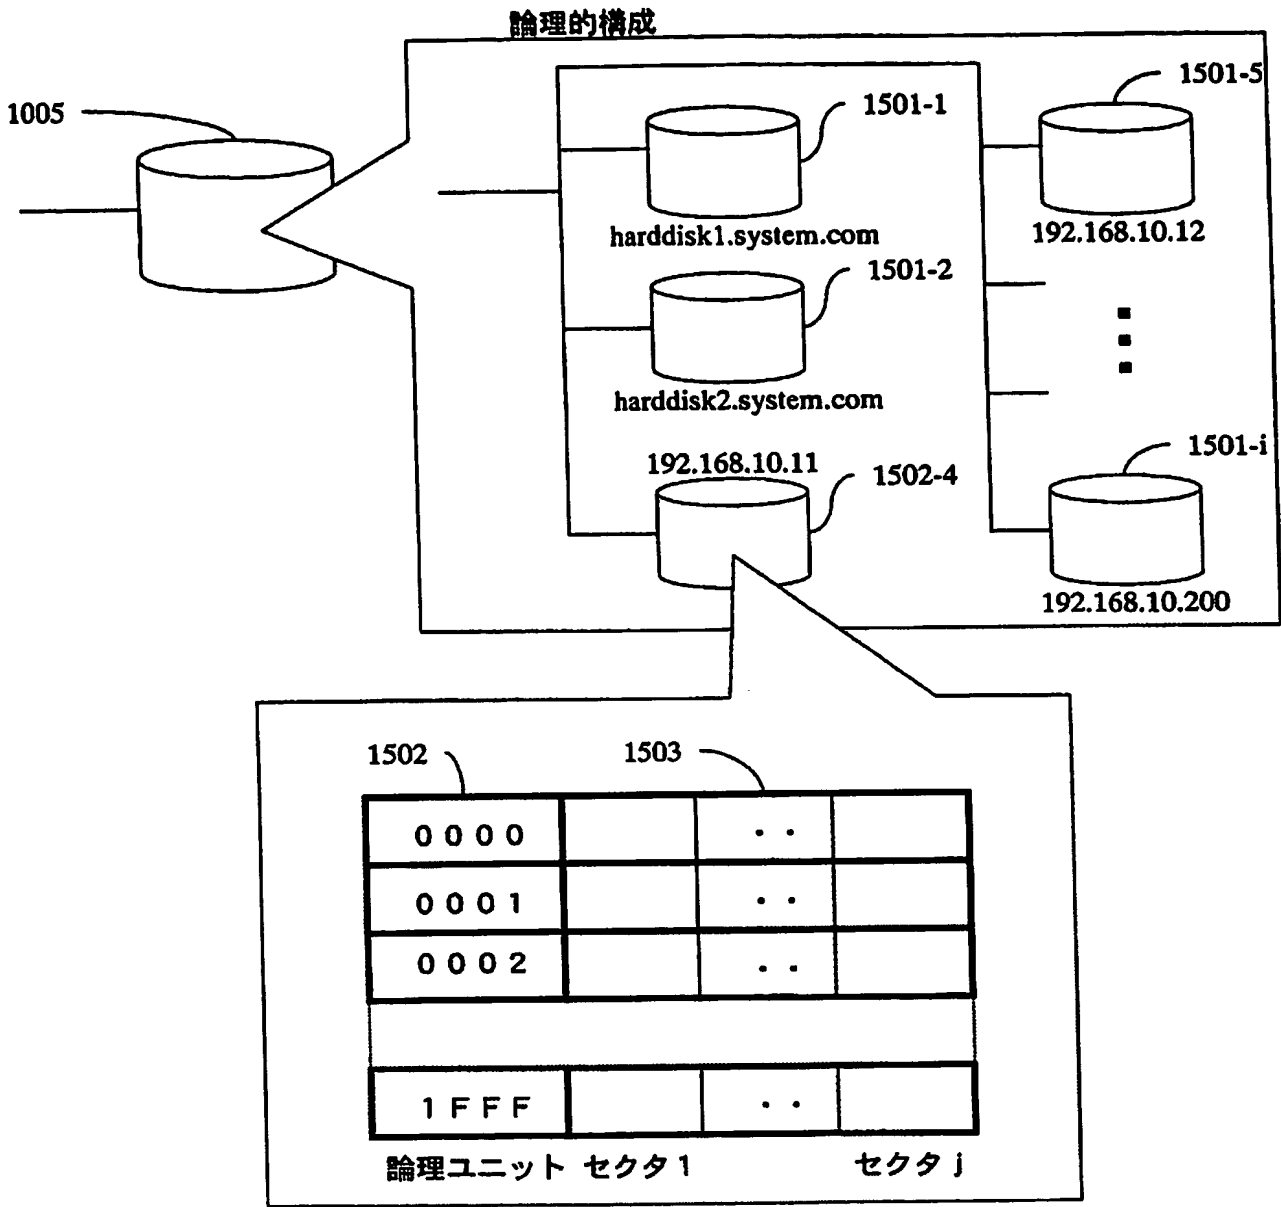 論理的構成
1005
1501-1
1501-5
harddisk1.system.com
192.168.10.12
1501-2
harddisk2.system.com
192.168.10.11
1502-4
1501-i
192.168.10.200
1502
1503
0000 ・・
0001 ・・
0002 ・・
1FFF ・・
論理ユニット セクタ1 セクタj